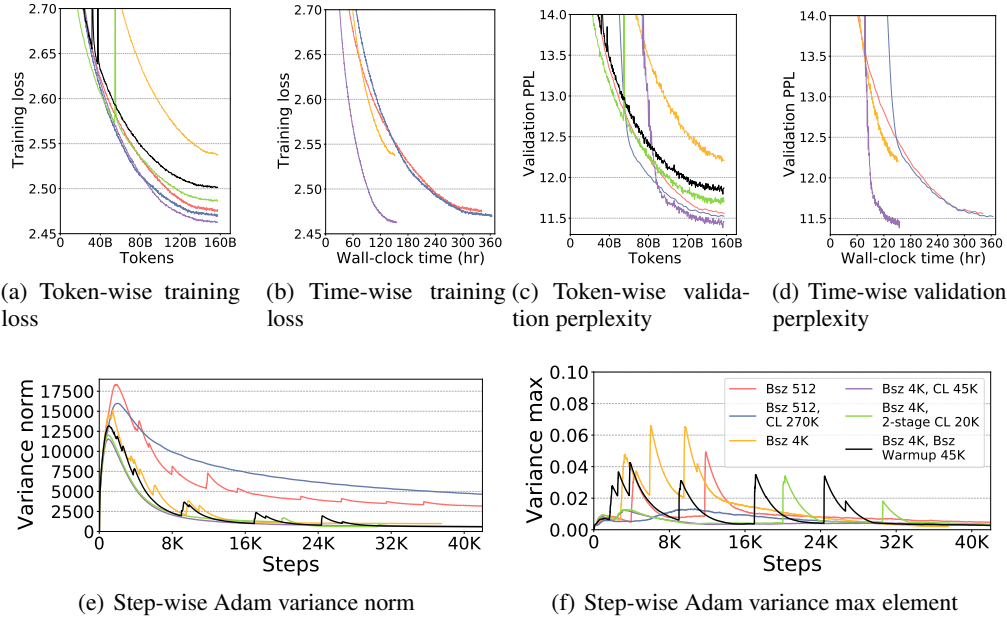 2.70
2.65
2.60
2.55
2.50
2.45
Training loss
0 40B 80B 120B 160B
Tokens
(a) Token-wise training
loss
2.70
2.65
2.60
2.55
2.50
2.45
Training loss
0 60 120 180 240 300 360
Wall-clock time (hr)
(b) Time-wise training
loss
14.0
13.5
13.0
12.5
12.0
11.5
Validation PPL
0 40B 80B 120B 160B
Tokens
(c) Token-wise valida-
tion perplexity
14.0
13.5
13.0
12.5
12.0
11.5
Validation PPL
0 60 120 180 240 300 360
Wall-clock time (hr)
(d) Time-wise validation
perplexity
17500
15000
12500
10000
7500
5000
2500
0
Variance norm
0 8K 16K 24K 32K 40K
Steps
(e) Step-wise Adam variance norm
0.10
0.08
0.06
0.04
0.02
0.00
Variance max
Bsz 512
Bsz 512,
CL 270K
Bsz 4K
Bsz 4K, CL 45K
Bsz 4K,
2-stage CL 20K
Bsz 4K, Bsz
Warmup 45K
0 8K 16K 24K 32K 40K
Steps
(f) Step-wise Adam variance max element